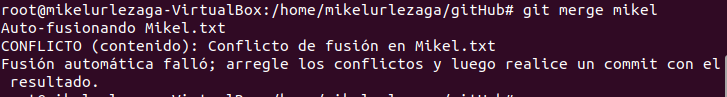 root@mikelurlezaga-VirtualBox:/home/mikelurlezaga/gitHub# git merge mikel
Auto-fusionando Mikel.txt
CONFLICTO (contenido): Conflicto de fusión en Mikel.txt
Fusión automática falló; arregle los conflictos y luego realice un commit con el
resultado.